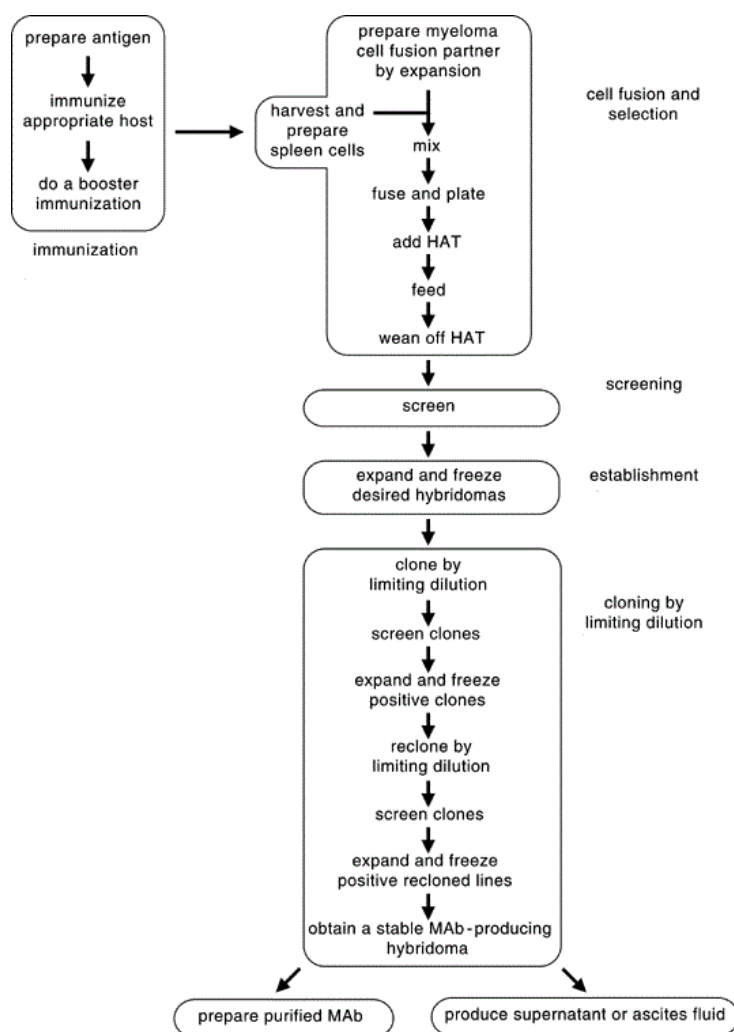 prepare antigen
immunize
appropriate host
do a booster
immunization
immunization
prepare myeloma
cell fusion partner
by expansion
harvest and
prepare
spleen cells
mix
fuse and plate
add HAT
feed
wean off HAT
cell fusion and
selection
screen
screening
expand and freeze
desired hybridomas
establishment
clone by
limiting dilution
screen clones
expand and freeze
positive clones
reclone by
limiting dilution
screen clones
expand and freeze
positive recloned lines
obtain a stable MAb-producing
hybridoma
cloning by
limiting dilution
prepare purified MAb
produce supernatant or ascites fluid